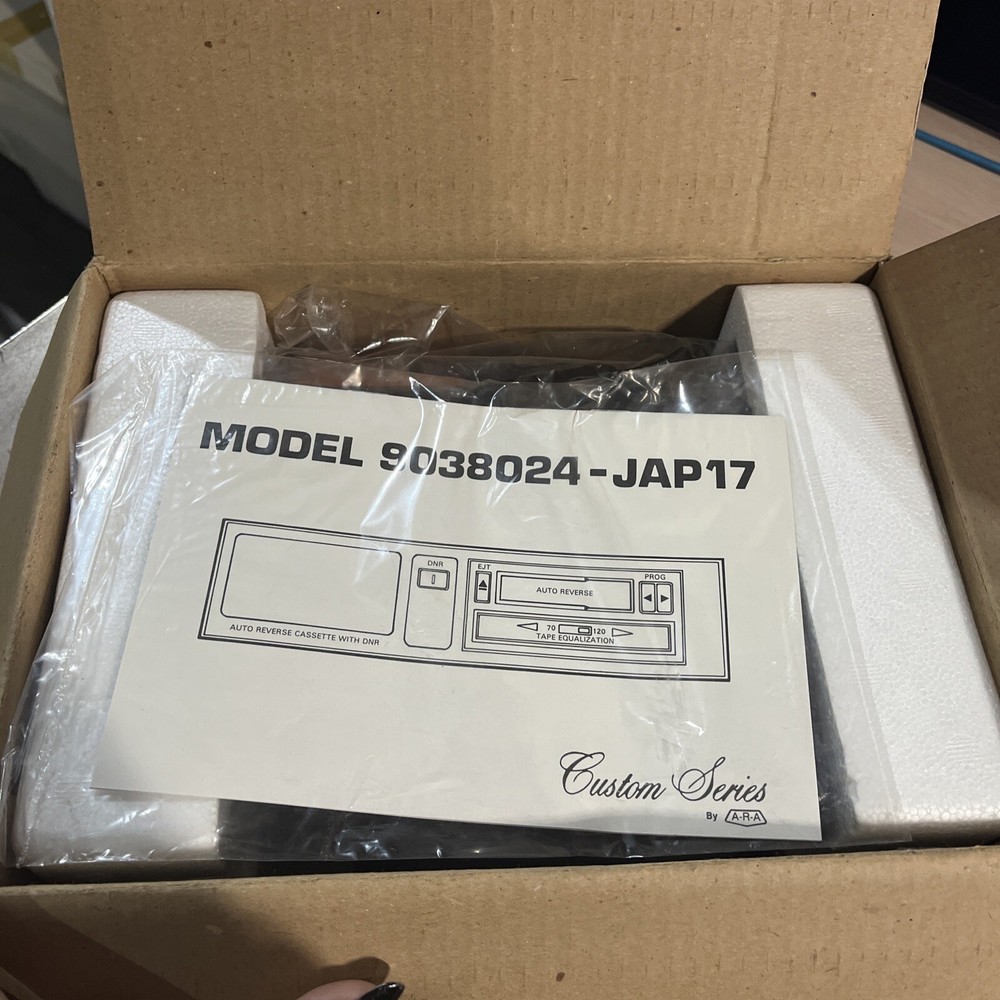 MODEL 9038024-JAP17
DNR
EJT
PROG
AUTO REVERSE
70 120
TAPE EQUALIZATION
AUTO REVERSE CASSETTE WITH DNR
Custom Series
By A·R·A